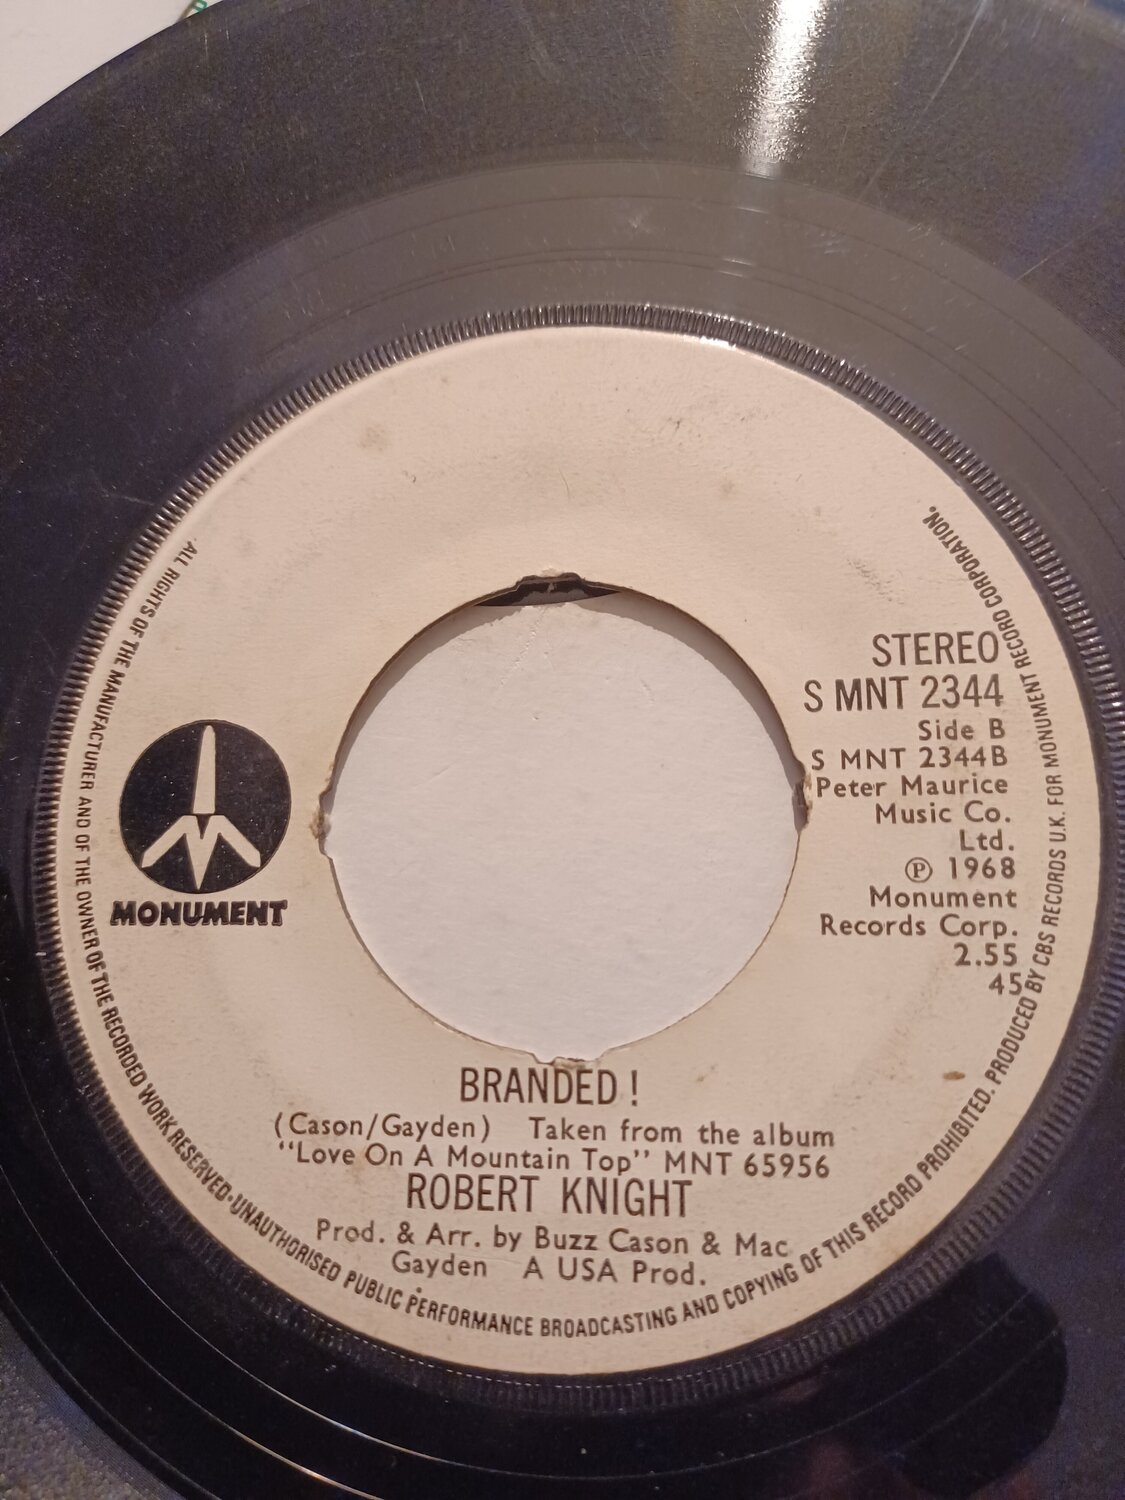 MONUMENT
STEREO
S MNT 2344
Side B
S MNT 2344B
Peter Maurice
Music Co.
Ltd.
Ⓟ 1968
Monument
Records Corp.
2.55
45
BRANDED !
(Cason/Gayden) Taken from the album
"Love On A Mountain Top" MNT 65956
ROBERT KNIGHT
Prod. & Arr. by Buzz Cason & Mac
Gayden A USA Prod.
ALL RIGHTS OF THE MANUFACTURER AND OF THE OWNER OF THE RECORDED WORK RESERVED·UNAUTHORISED PUBLIC PERFORMANCE BROADCASTING AND COPYING OF THIS RECORD PROHIBITED. PRODUCED BY CBS RECORDS U.K. FOR MONUMENT RECORD CORPORATION.